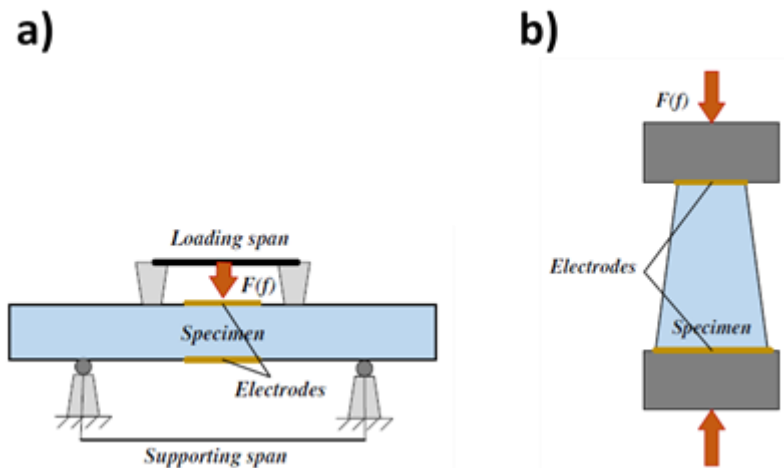 a)
Loading span
F(f)
Specimen
Electrodes
Supporting span
b)
F(f)
Electrodes
Specimen